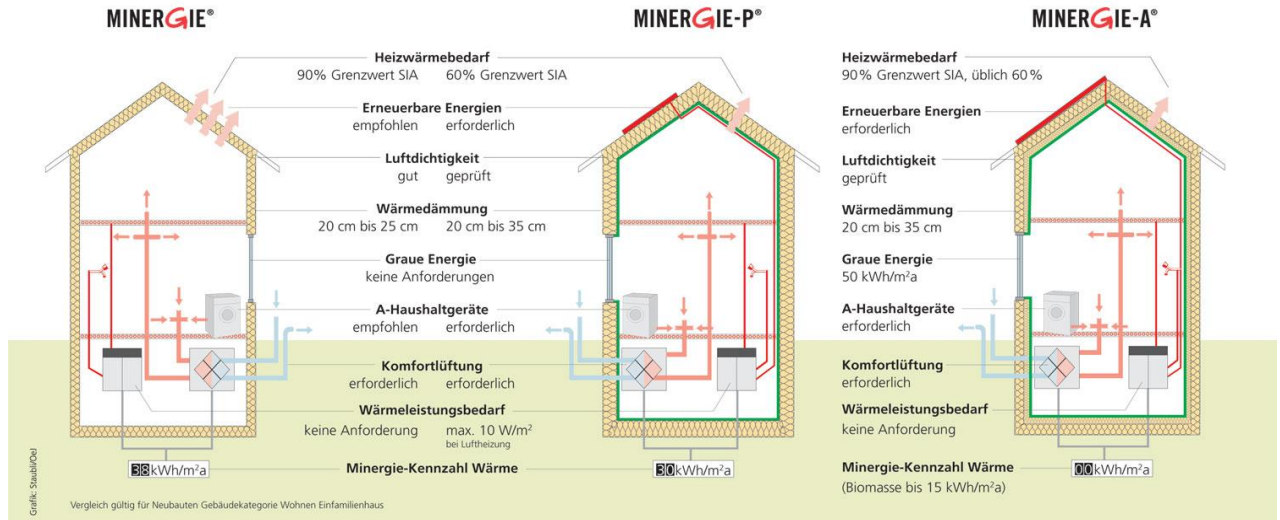 MINERGIE®
MINERGIE-P®
MINERGIE-A®
Heizwärmebedarf
90% Grenzwert SIA 60% Grenzwert SIA
Erneuerbare Energien
empfohlen erforderlich
Luftdichtigkeit
gut geprüft
Wärmedämmung
20 cm bis 25 cm 20 cm bis 35 cm
Graue Energie
keine Anforderungen
A-Haushaltgeräte
empfohlen erforderlich
Komfortlüftung
erforderlich erforderlich
Wärmeleistungsbedarf
keine Anforderung max. 10 W/m²
bei Luftheizung
38 kWh/m²a
Minergie-Kennzahl Wärme
30 kWh/m²a
Heizwärmebedarf
90% Grenzwert SIA, üblich 60%
Erneuerbare Energien
erforderlich
Luftdichtigkeit
geprüft
Wärmedämmung
20 cm bis 35 cm
Graue Energie
50 kWh/m²a
A-Haushaltgeräte
erforderlich
Komfortlüftung
erforderlich
Wärmeleistungsbedarf
keine Anforderung
Minergie-Kennzahl Wärme
(Biomasse bis 15 kWh/m²a)
00 kWh/m²a
Vergleich gültig für Neubauten Gebäudekategorie Wohnen Einfamilienhaus
Grafik: Staubli/Oel